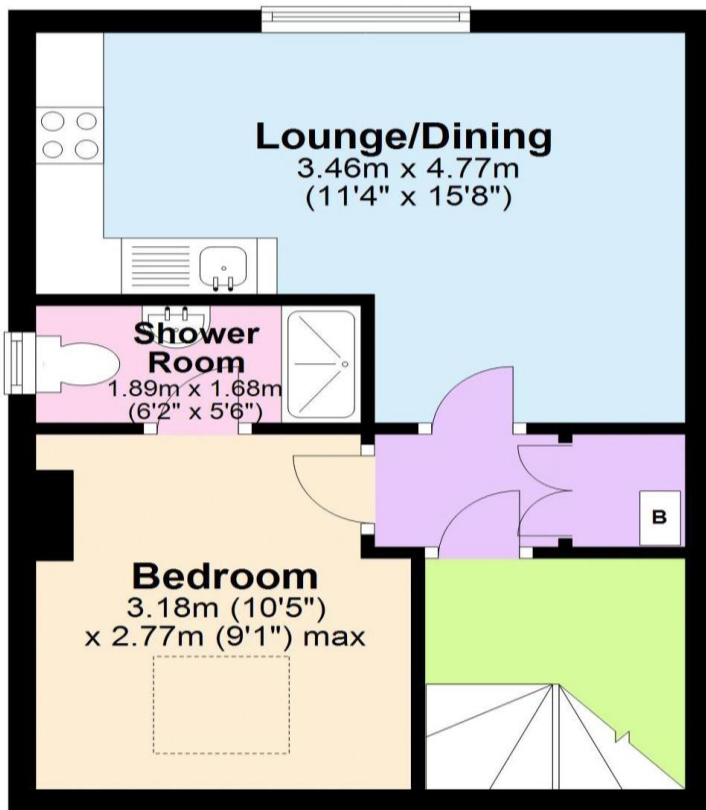 Lounge/Dining
3.46m x 4.77m
(11'4" x 15'8")
Shower
Room
1.89m x 1.68m
(6'2" x 5'6")
B
Bedroom
3.18m (10'5")
x 2.77m (9'1") max